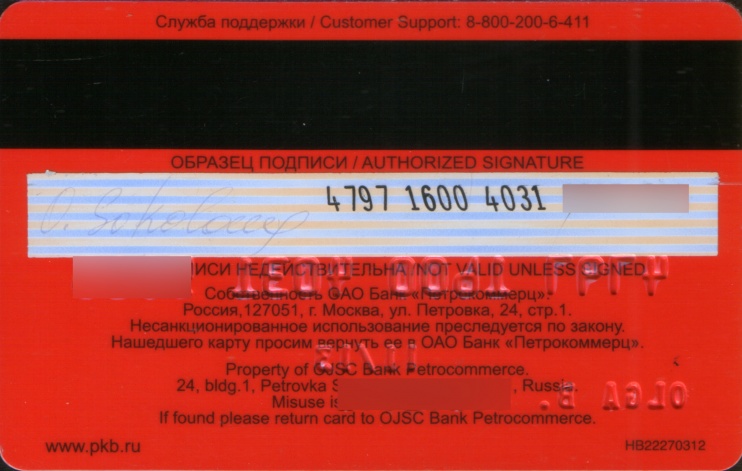 Служба поддержки / Customer Support: 8-800-200-6-411
ОБРАЗЕЦ ПОДПИСИ / AUTHORIZED SIGNATURE
4797 1600 4031
НЕДЕЙСТВИТЕЛЬНА / NOT VALID UNLESS SIGNED
Собственность ОАО Банк «Петрокоммерц».
Россия,127051, г. Москва, ул. Петровка, 24, стр.1.
Несанкционированное использование преследуется по закону.
Нашедшего карту просим вернуть ее в ОАО Банк «Петрокоммерц».
Property of OJSC Bank Petrocommerce.
24, bldg.1, Petrovka , Russia.
Misuse is
If found please return card to OJSC Bank Petrocommerce.
OLGA B.
www.pkb.ru
HB22270312